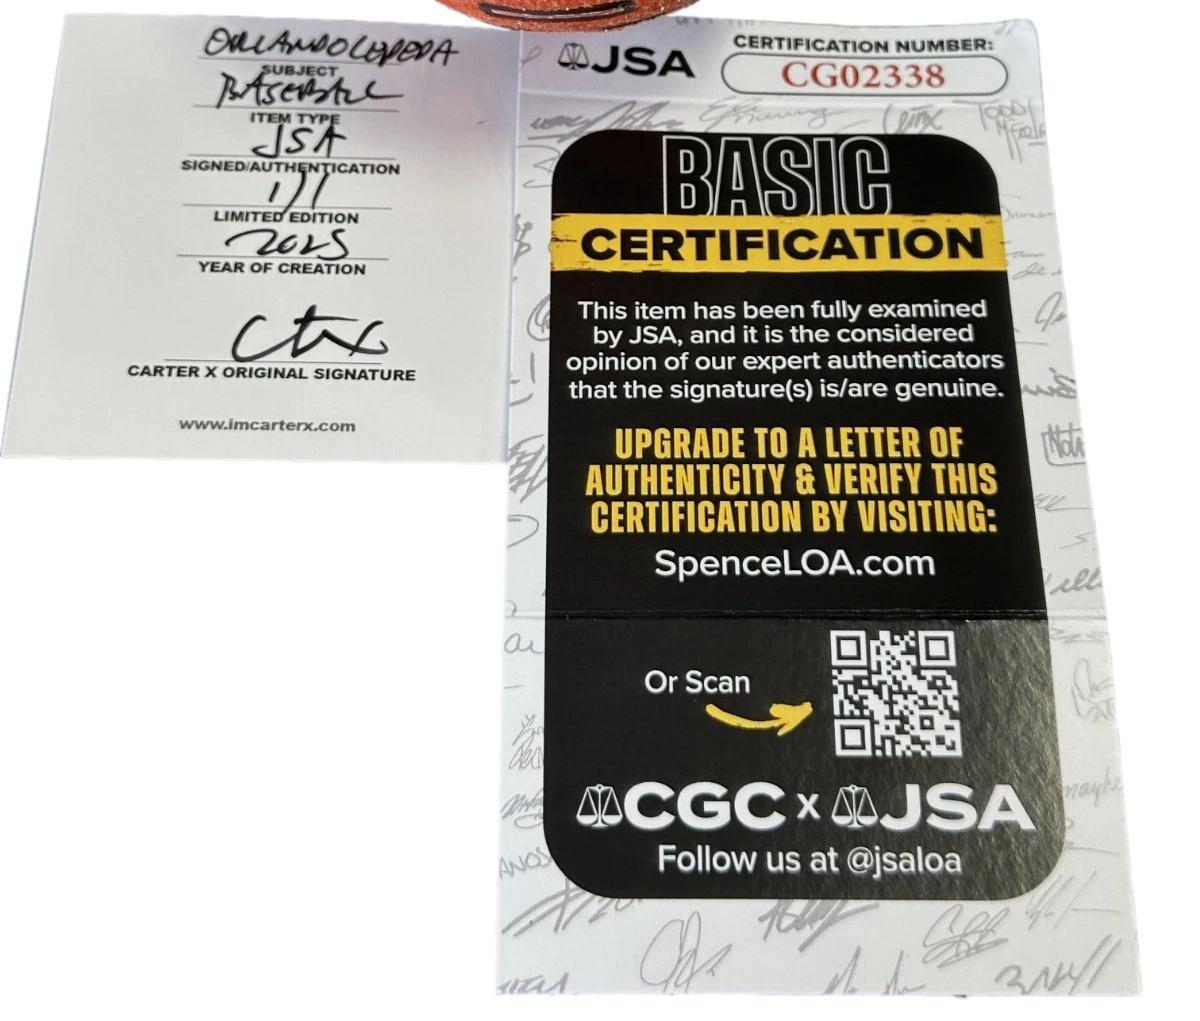 ORLANDO CEPEDA
SUBJECT
BASEBALL
ITEM TYPE
JSA
SIGNED/AUTHENTICATION
1/1
LIMITED EDITION
2025
YEAR OF CREATION
CARTER X ORIGINAL SIGNATURE
www.imcarterx.com
JSA
CERTIFICATION NUMBER:
CG02338
BASIC
CERTIFICATION
This item has been fully examined
by JSA, and it is the considered
opinion of our expert authenticators
that the signature(s) is/are genuine.
UPGRADE TO A LETTER OF
AUTHENTICITY & VERIFY THIS
CERTIFICATION BY VISITING:
SpenceLOA.com
Or Scan
CGC x JSA
Follow us at @jsaloa